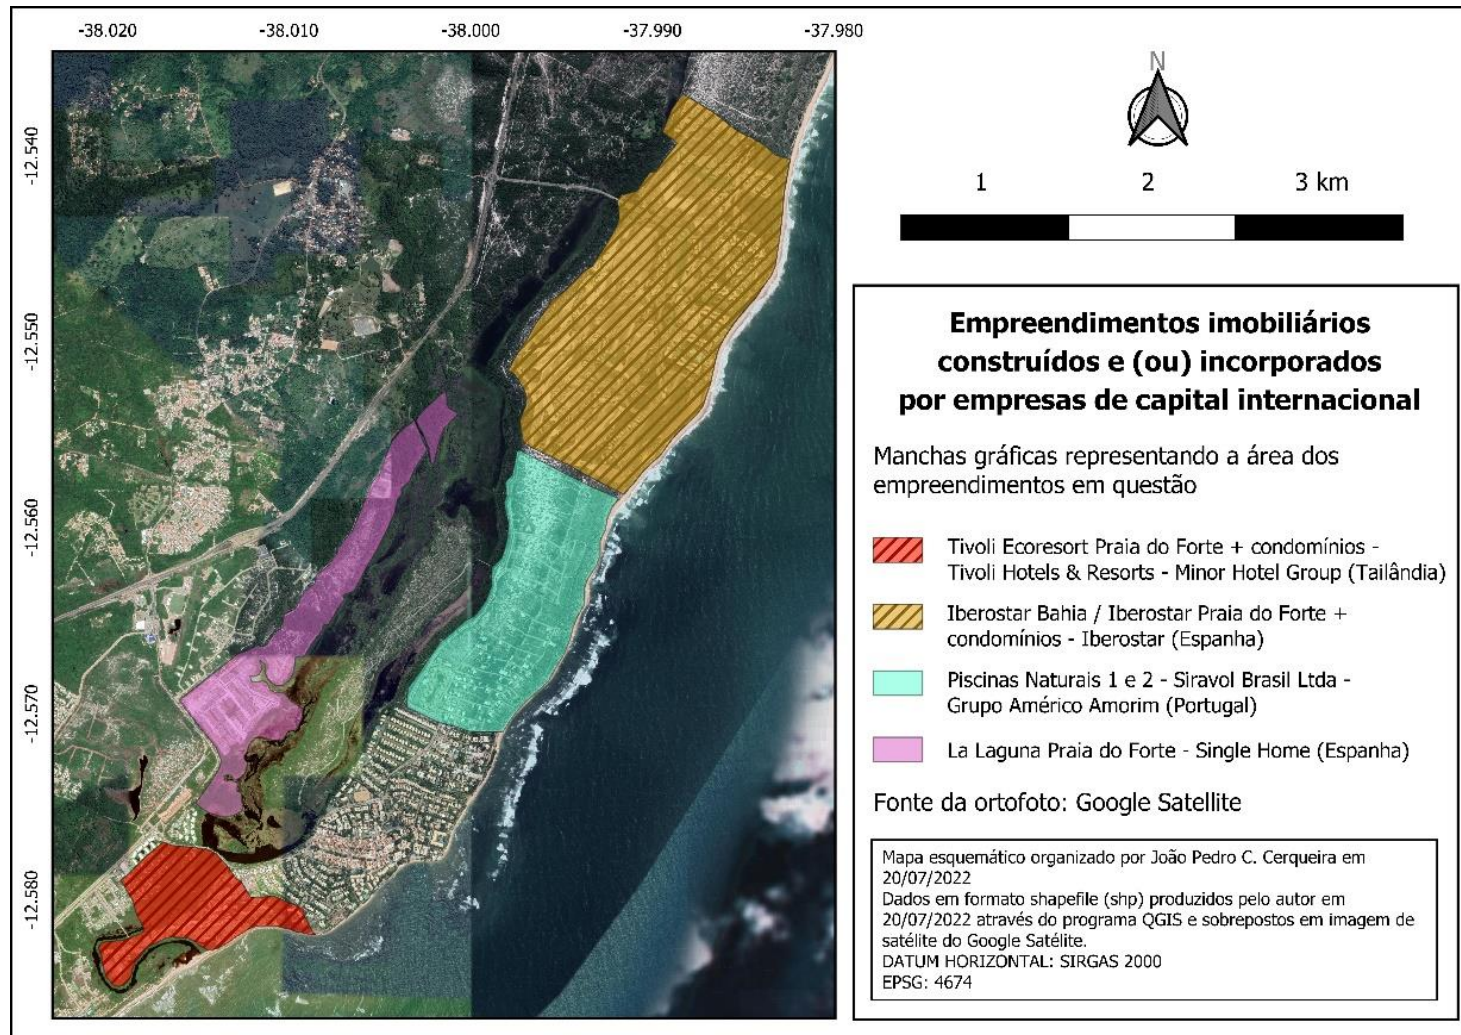 -38.020 -38.010 -38.000 -37.990 -37.980
-12.540
-12.550
-12.560
-12.570
-12.580
N
1 2 3 km
Empreendimentos imobiliários
construídos e (ou) incorporados
por empresas de capital internacional
Manchas gráficas representando a área dos
empreendimentos em questão
Tivoli Ecoresort Praia do Forte + condomínios -
Tivoli Hotels & Resorts - Minor Hotel Group (Tailândia)
Iberostar Bahia / Iberostar Praia do Forte +
condomínios - Iberostar (Espanha)
Piscinas Naturais 1 e 2 - Siravol Brasil Ltda -
Grupo Américo Amorim (Portugal)
La Laguna Praia do Forte - Single Home (Espanha)
Fonte da ortofoto: Google Satellite
Mapa esquemático organizado por João Pedro C. Cerqueira em
20/07/2022
Dados em formato shapefile (shp) produzidos pelo autor em
20/07/2022 através do programa QGIS e sobrepostos em imagem de
satélite do Google Satélite.
DATUM HORIZONTAL: SIRGAS 2000
EPSG: 4674